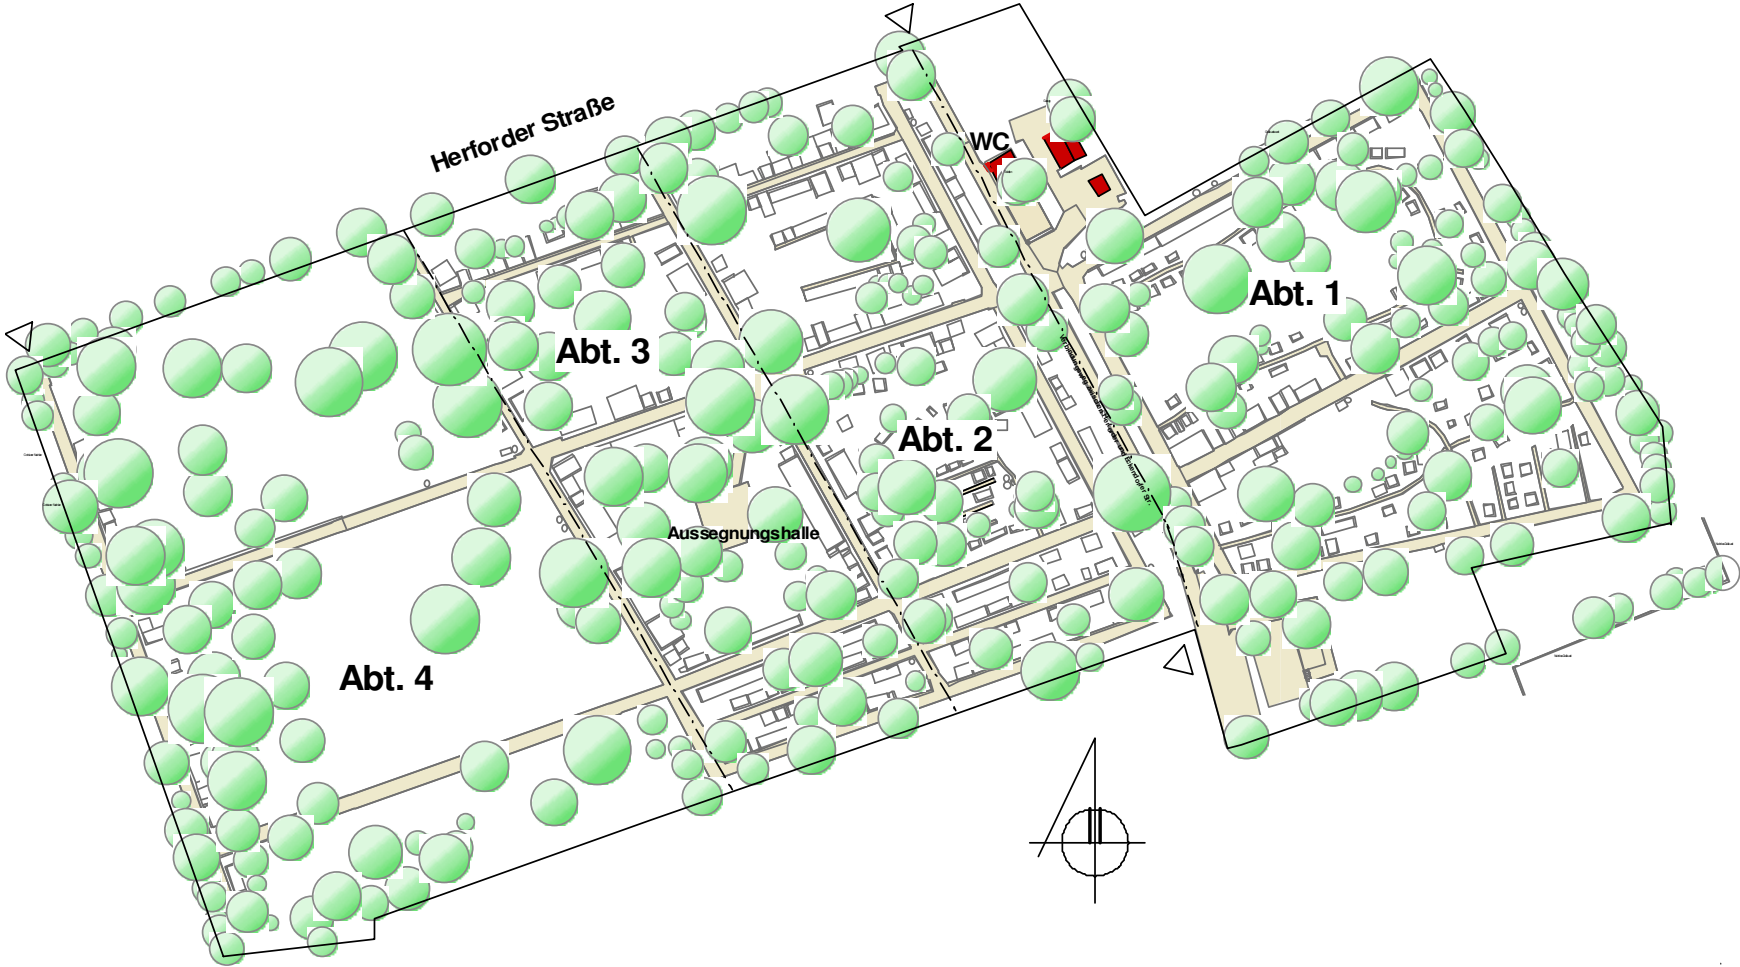 Herforder Straße
WC
Abt. 1
Abt. 3
Abt. 2
Aussegnungshalle
Abt. 4